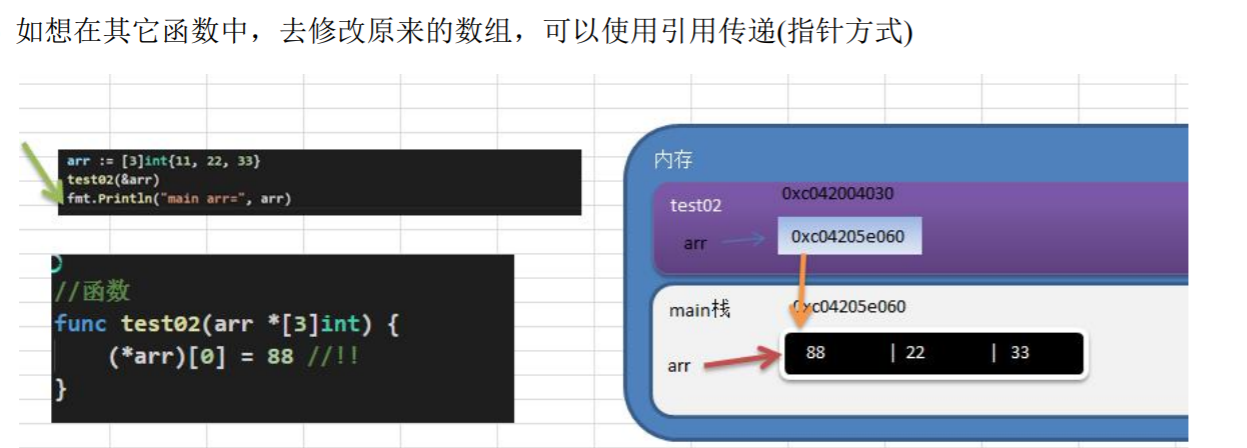 如想在其它函数中，去修改原来的数组，可以使用引用传递(指针方式)
arr := [3]int{11, 22, 33}
test02(&arr)
fmt.Println("main arr=", arr)
//函数
func test02(arr *[3]int) {
(*arr)[0] = 88 //!!
}
内存
test02
0xc042004030
arr
0xc04205e060
main栈
0xc04205e060
arr
88 | 22 | 33